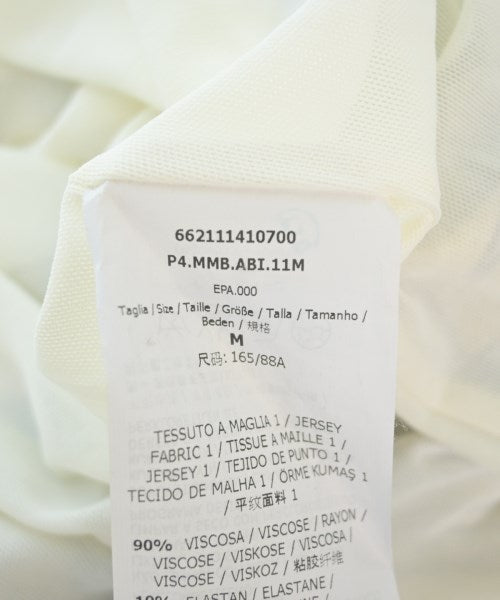 662111410700
P4.MMB.ABI.11M
EPA.000
Taglia / Size / Taille / Größe / Talla / Tamanho /
Beden / 規格
M
尺码: 165/88A
TESSUTO A MAGLIA 1 / JERSEY
FABRIC 1 / TISSUE A MAILLE 1 /
JERSEY 1 / TEJIDO DE PUNTO 1 /
TECIDO DE MALHA 1 / ÖRME KUMAŞ 1
/ 平纹面料 1
90% VISCOSA / VISCOSE / RAYON /
VISCOSE / VISKOSE / VISCOSA /
VISCOSE / VISKOZ / 粘胶纤维
10% ELASTAN / ELASTANE /